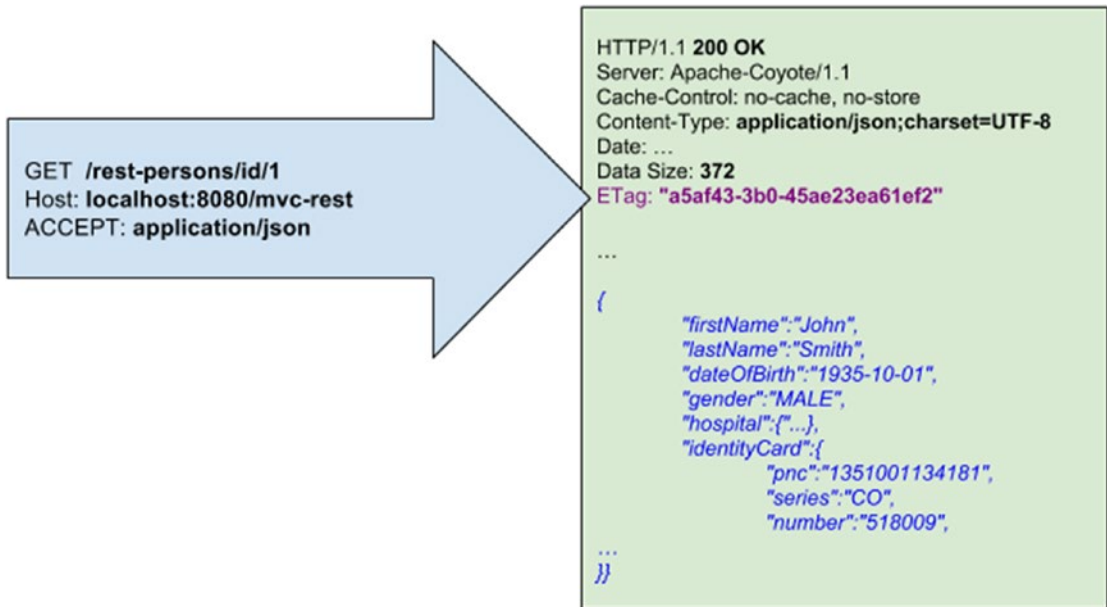 GET /rest-persons/id/1
Host: localhost:8080/mvc-rest
ACCEPT: application/json
HTTP/1.1 200 OK
Server: Apache-Coyote/1.1
Cache-Control: no-cache, no-store
Content-Type: application/json;charset=UTF-8
Date: ...
Data Size: 372
ETag: "a5af43-3b0-45ae23ea61ef2"
...
{
"firstName":"John",
"lastName":"Smith",
"dateOfBirth":"1935-10-01",
"gender":"MALE",
"hospital":{"...},
"identityCard":{
"pnc":"1351001134181",
"series":"CO",
"number":"518009",
...
}}